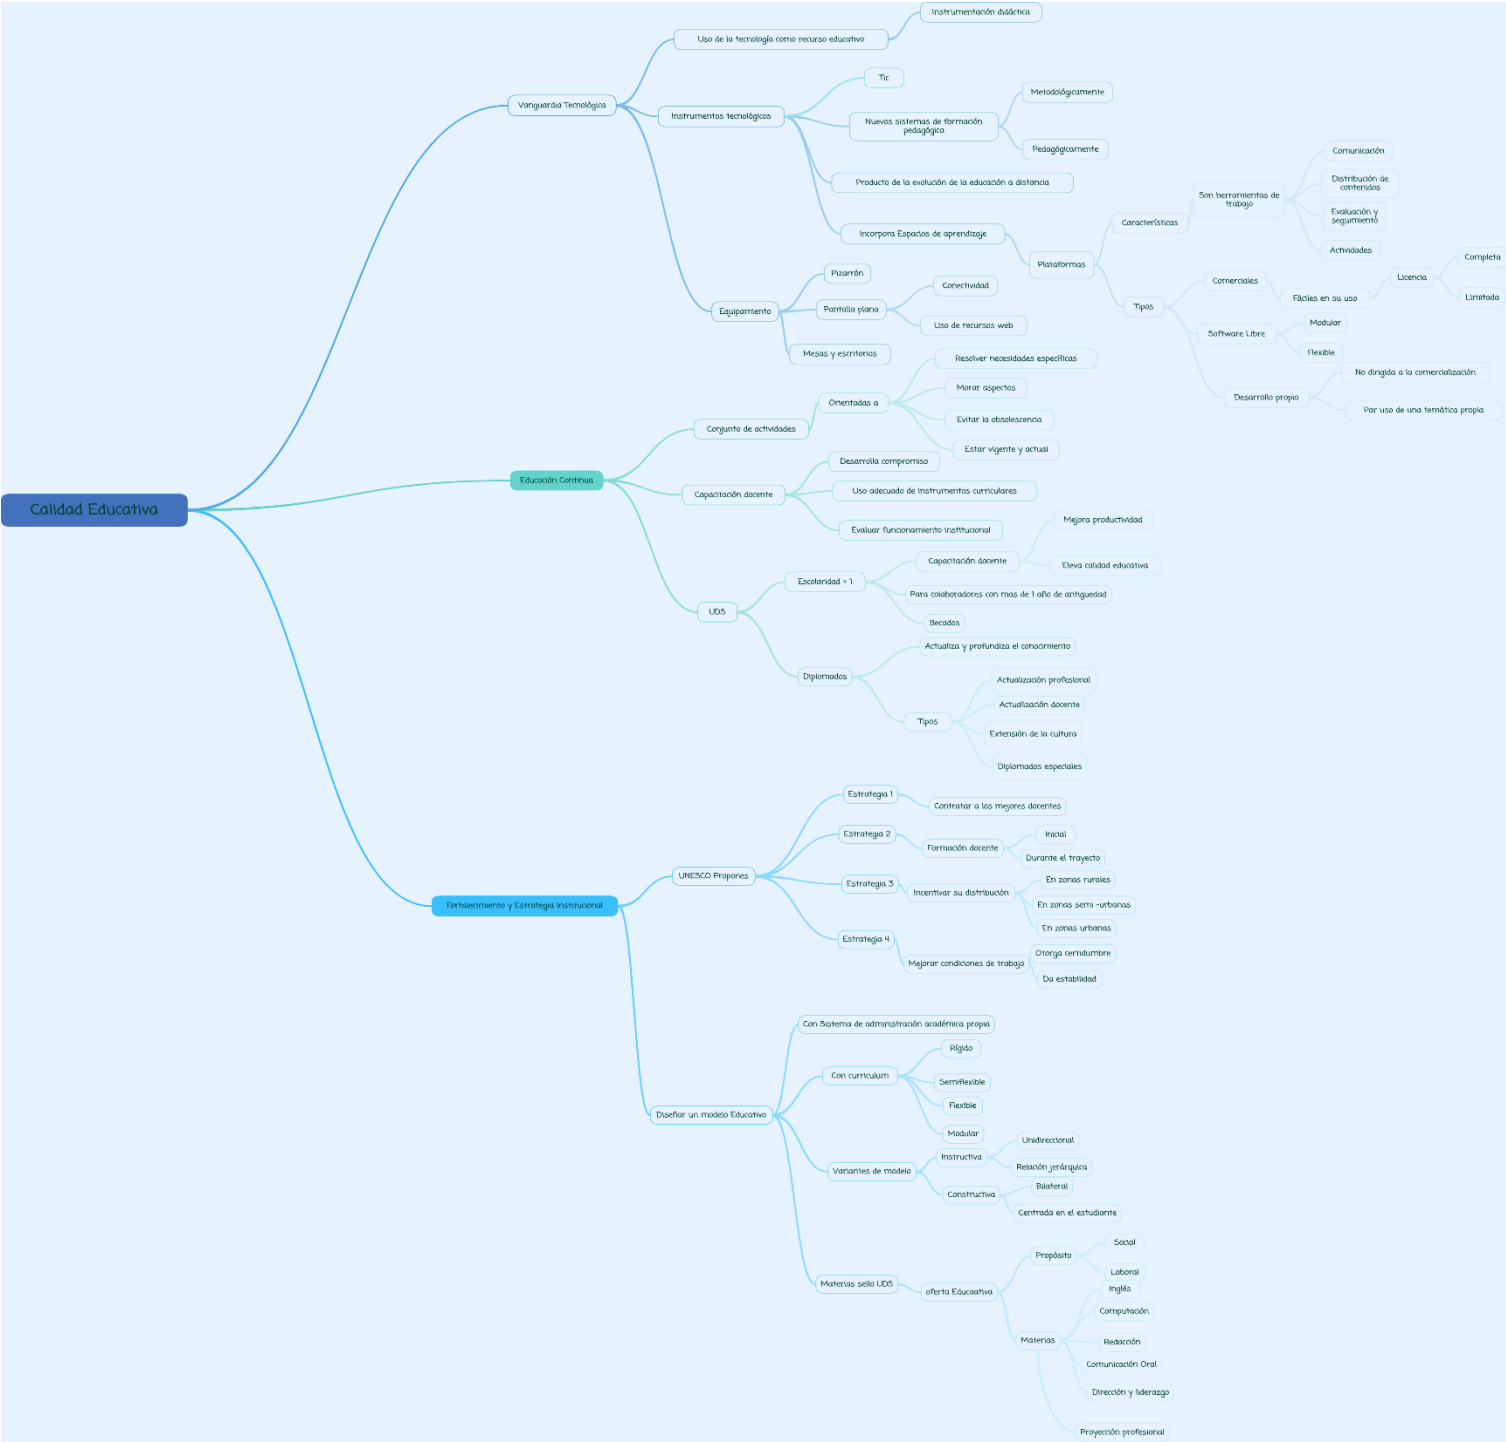 Calidad Educativa
Vanguardia Tecnológica
Uso de la tecnología como recurso educativo
Instrumentación didáctica
Instrumentos tecnológicos
Tic
Nuevos sistemas de formación
pedagógica
Metodológicamente
Pedagógicamente
Producto de la evolución de la educación a distancia
Incorpora Espacios de aprendizaje
Plataformas
Características
Son herramientas de
trabajo
Comunicación
Distribución de
contenidos
Evaluación y
seguimiento
Actividades
Tipos
Comerciales
Fáciles en su uso
Licencia
Completa
Limitada
Software Libre
Modular
Flexible
Desarrollo propio
No dirigida a la comercialización
Par uso de una temática propia
Equipamiento
Pizarrón
Pantalla plana
Conectividad
Uso de recursos web
Mesas y escritorios
Educación Continua
Conjunto de actividades
Orientadas a
Resolver necesidades específicas
Morar aspectos
Evitar la obsolescencia
Estar vigente y actual
Capacitación docente
Desarrolla compromiso
Uso adecuado de instrumentos curriculares
Evaluar funcionamiento institucional
UDS
Escolaridad + 1
Capacitación docente
Mejora productividad
Eleva calidad educativa
Para colaboradores con mas de 1 año de antiguedad
Becados
Diplomados
Actualiza y profundiza el conocimiento
Tipos
Actualización profesional
Actualización docente
Extensión de la cultura
Diplomados especiales
Fortalecimiento y Estrategia institucional
UNESCO Propones
Estrategia 1
Contratar a los mejores docentes
Estrategia 2
Formación docente
Inicial
Durante el trayecto
Estrategia 3
Incentivar su distribución
En zonas rurales
En zonas semi -urbanas
En zonas urbanas
Estrategia 4
Mejorar condiciones de trabajo
Otorga certidumbre
Da estabilidad
Diseñar un modelo Educativo
Con Sistema de administración académica propia
Con curriculum
Rígido
Semiflexible
Flexible
Modular
Variantes de modelo
Instructiva
Unidireccional
Relación jerárquica
Constructiva
Bilateral
Centrada en el estudiante
Materias sello UDS
oferta Educaativa
Propósito
Social
Laboral
Materias
Inglés
Computación
Redacción
Comunicación Oral
Dirección y liderazgo
Proyección profesional